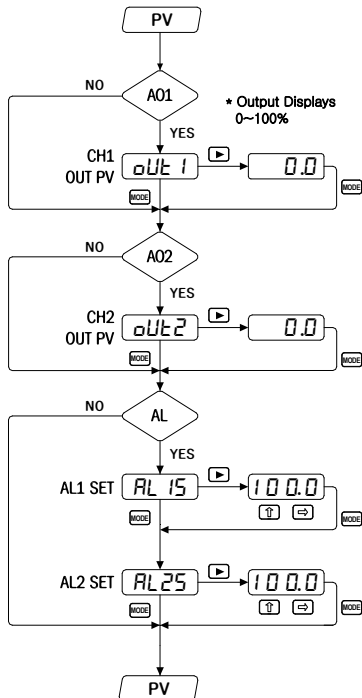 PV
NO
AO1
* Output Displays
0~100%
YES
CH1
OUT PV
oUt 1
0.0
MODE
MODE
NO
AO2
YES
CH2
OUT PV
oUt2
0.0
MODE
MODE
NO
AL
YES
AL1 SET
AL1S
100.0
MODE
MODE
AL2 SET
AL2S
100.0
MODE
MODE
PV